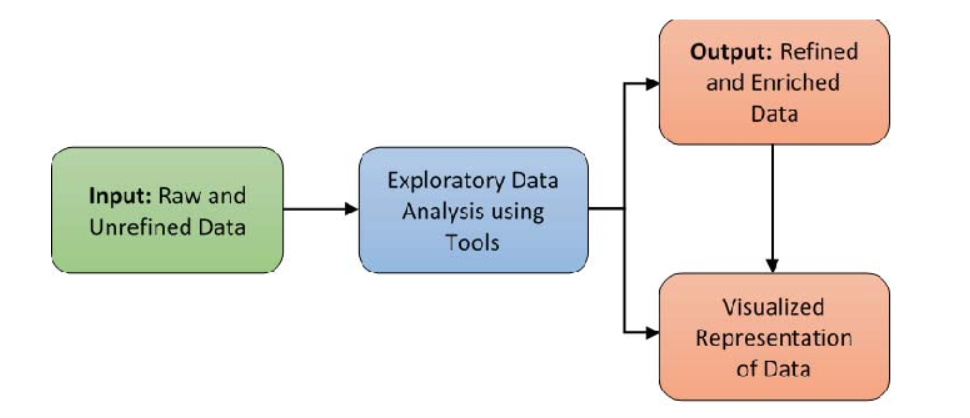 Input: Raw and
Unrefined Data
Exploratory Data
Analysis using
Tools
Output: Refined
and Enriched
Data
Visualized
Representation
of Data